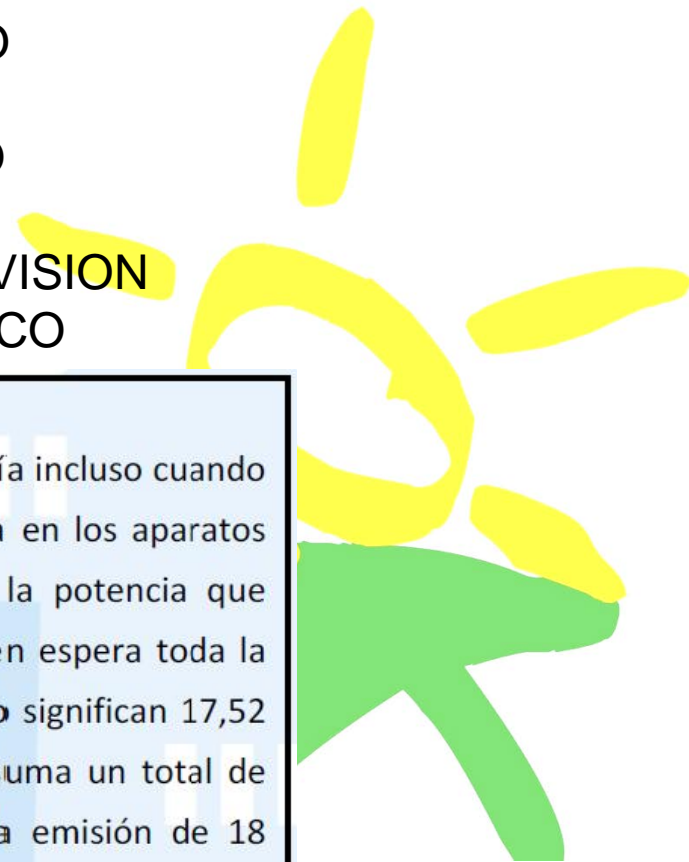 O
O
VISION
CO
ía incluso cuando
en los aparatos
la potencia que
en espera toda la
significan 17,52
suma un total de
emisión de 18